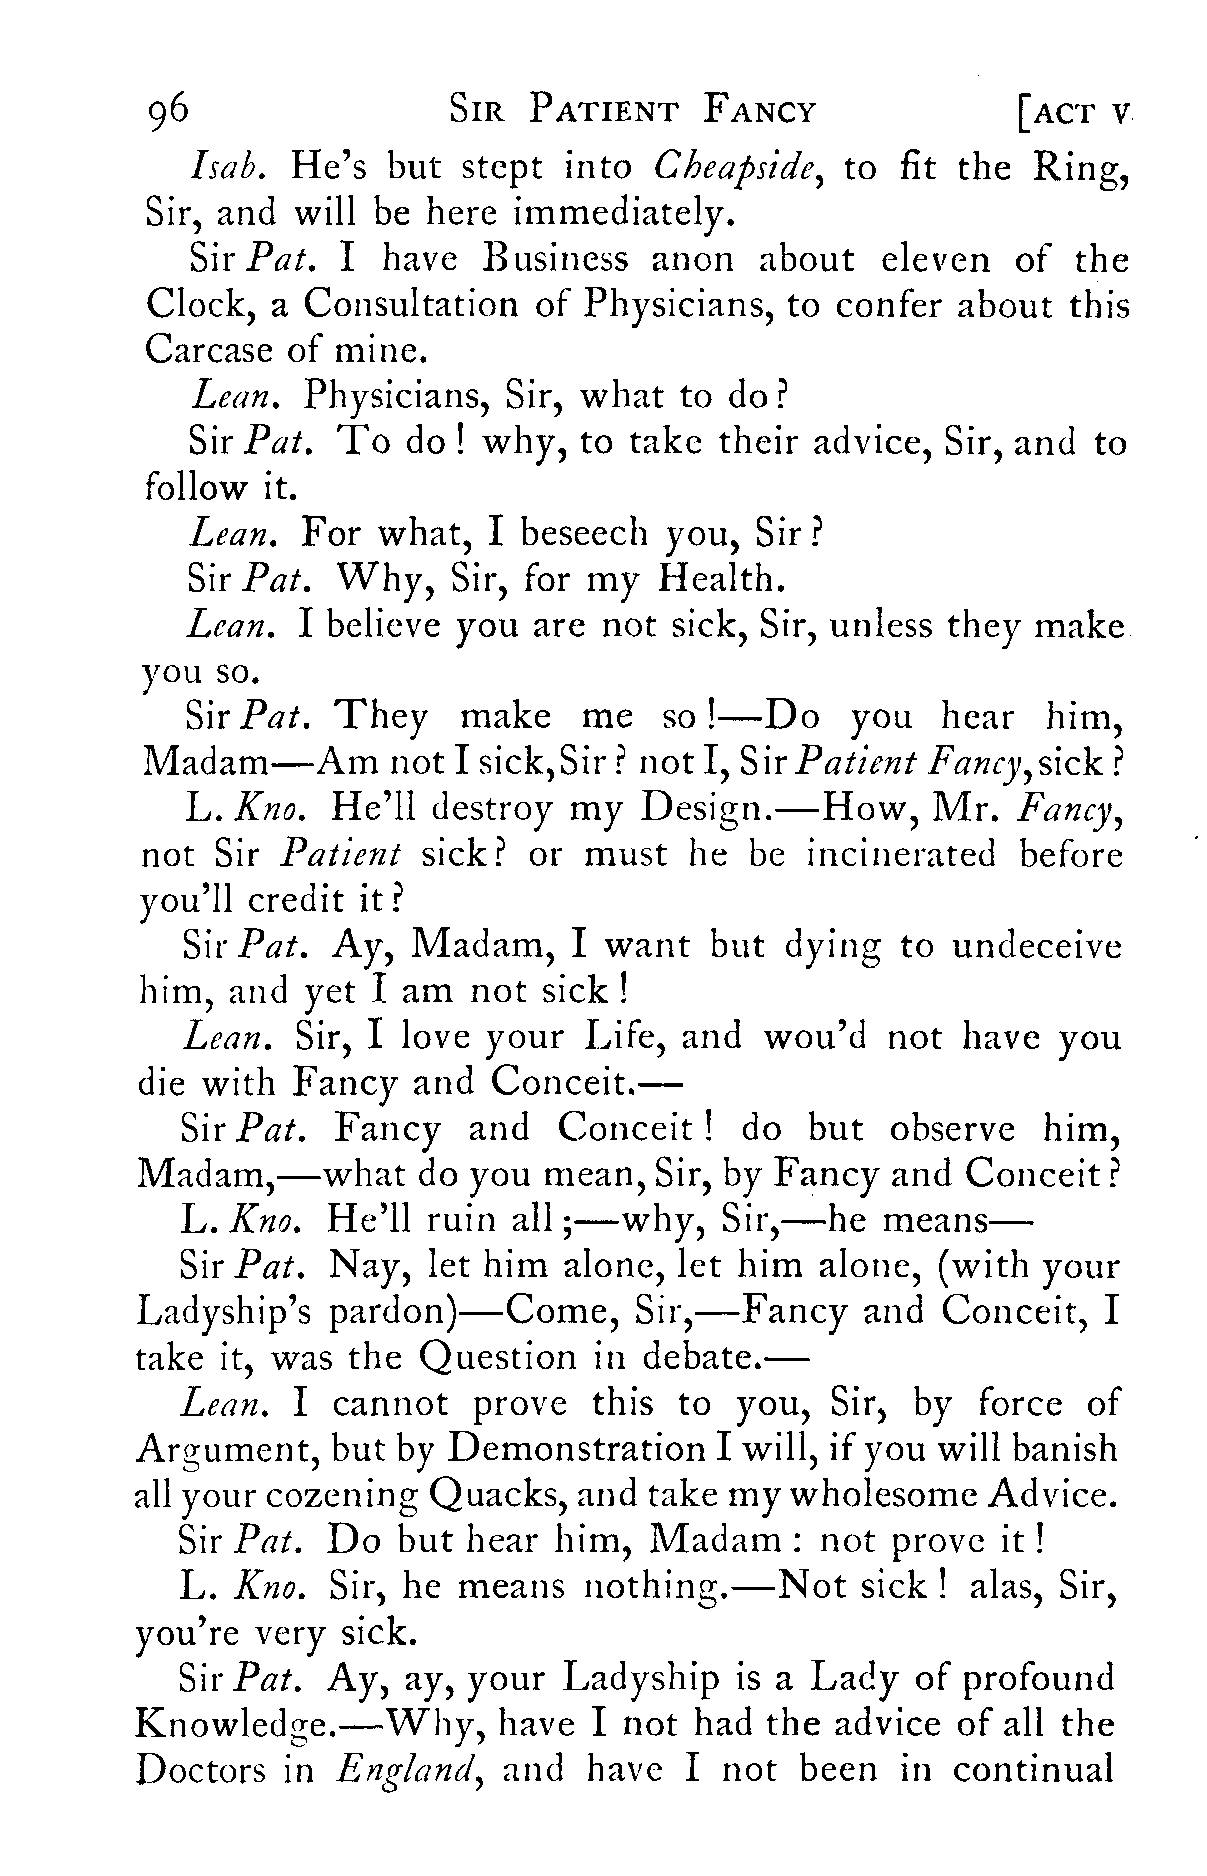 96 SIR PATIENT FANCY [ACT V
Isab. He's but stept into Cheapside, to fit the Ring,
Sir, and will be here immediately.
Sir Pat. I have Business anon about eleven of the
Clock, a Consultation of Physicians, to confer about this
Carcase of mine.
Lean. Physicians, Sir, what to do?
Sir Pat. To do! why, to take their advice, Sir, and to
follow it.
Lean. For what, I beseech you, Sir?
Sir Pat. Why, Sir, for my Health.
Lean. I believe you are not sick, Sir, unless they make
you so.
Sir Pat. They make me so!—Do you hear him,
Madam—Am not I sick, Sir? not I, Sir Patient Fancy, sick?
L. Kno. He'll destroy my Design.—How, Mr. Fancy,
not Sir Patient sick? or must he be incinerated before
you'll credit it?
Sir Pat. Ay, Madam, I want but dying to undeceive
him, and yet I am not sick!
Lean. Sir, I love your Life, and wou'd not have you
die with Fancy and Conceit.—
Sir Pat. Fancy and Conceit! do but observe him,
Madam,—what do you mean, Sir, by Fancy and Conceit?
L. Kno. He'll ruin all;—why, Sir,—he means—
Sir Pat. Nay, let him alone, let him alone, (with your
Ladyship's pardon)—Come, Sir,—Fancy and Conceit, I
take it, was the Question in debate.—
Lean. I cannot prove this to you, Sir, by force of
Argument, but by Demonstration I will, if you will banish
all your cozening Quacks, and take my wholesome Advice.
Sir Pat. Do but hear him, Madam: not prove it!
L. Kno. Sir, he means nothing.—Not sick! alas, Sir,
you're very sick.
Sir Pat. Ay, ay, your Ladyship is a Lady of profound
Knowledge.—Why, have I not had the advice of all the
Doctors in England, and have I not been in continual